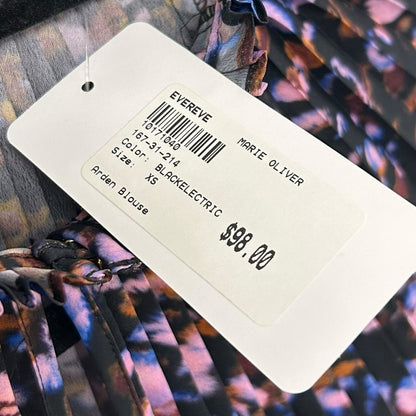 EVEREVE MARIE OLIVER
10171040
167-31-214
Color: BLACKELECTRIC
Size: XS
$98.00
Arden Blouse